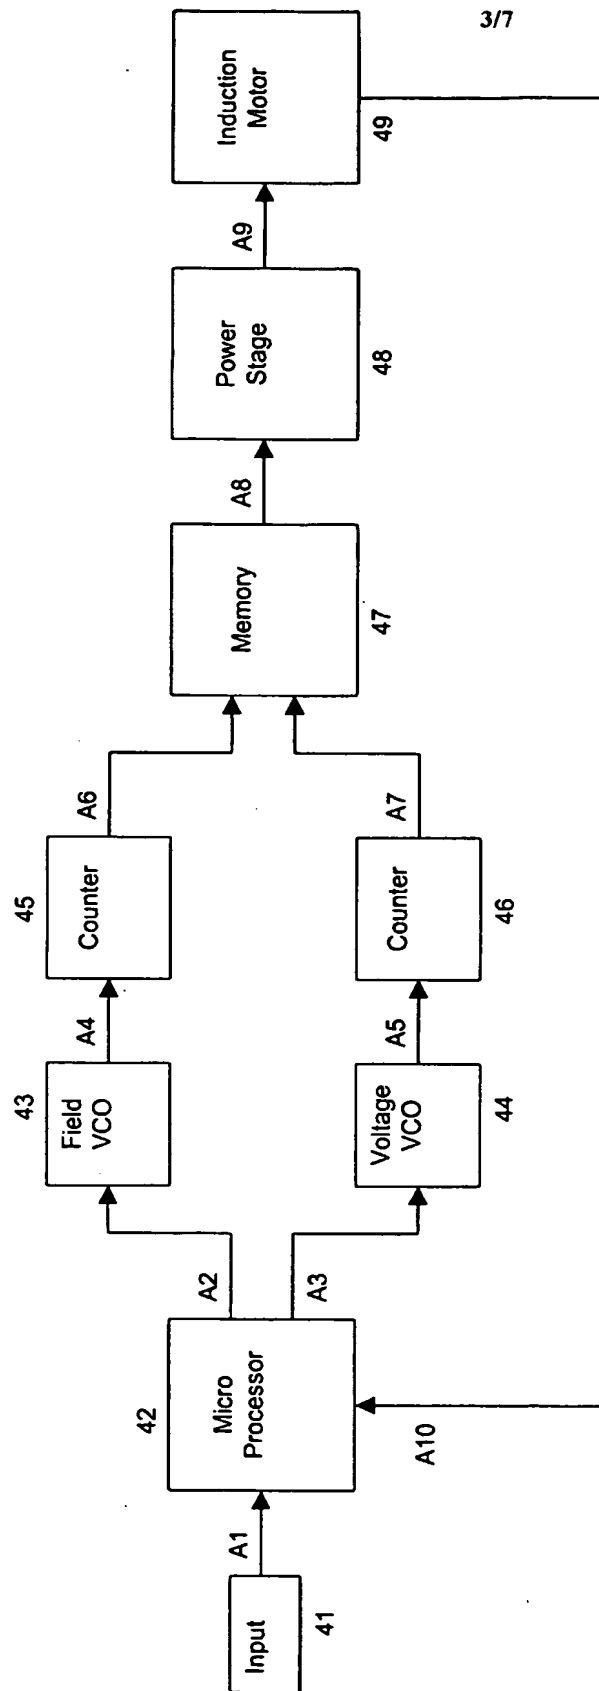 3/7
Input
41
A1
Micro
Processor
42
A2
A3
Field
VCO
43
Voltage
VCO
44
A4
A5
Counter
45
Counter
46
A6
A7
Memory
47
A8
Power
Stage
48
A9
Induction
Motor
49
A10